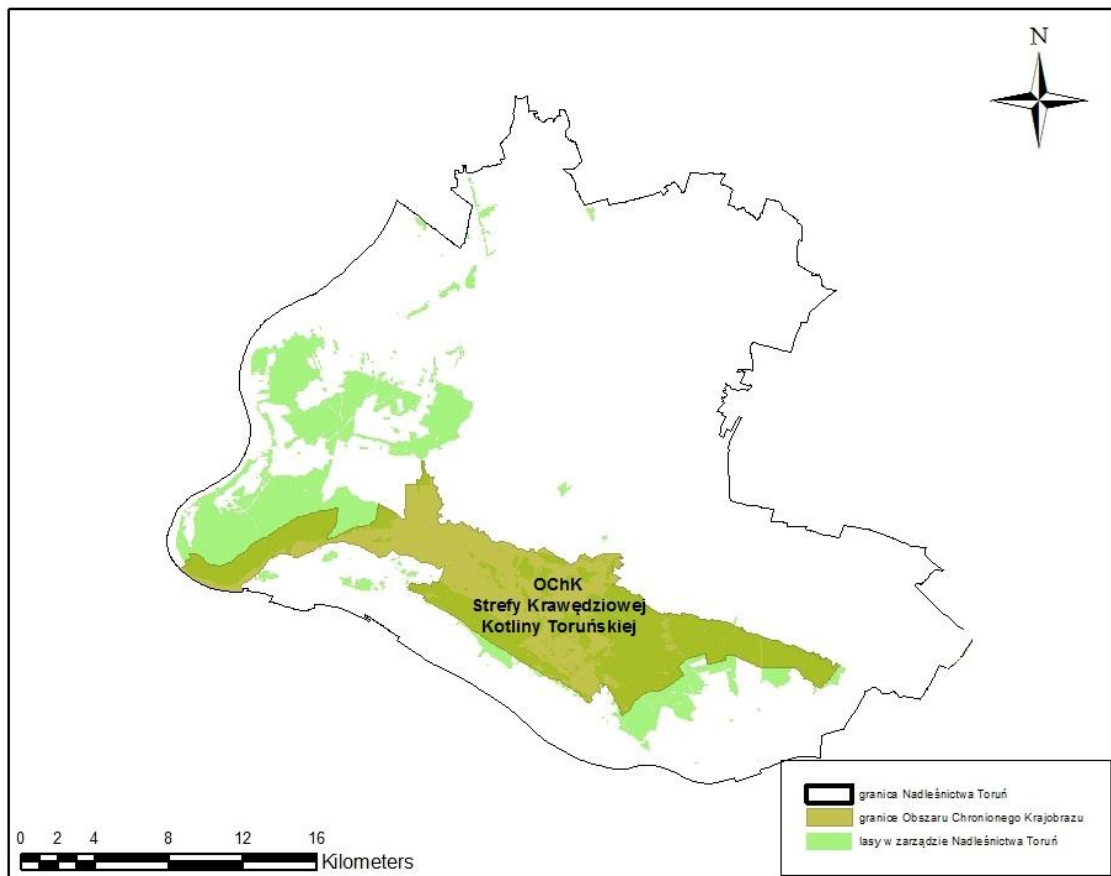 N
OChK
Strefy Krawędziowej
Kotliny Toruńskiej
granica Nadleśnictwa Toruń
granice Obszaru Chronionego Krajobrazu
lasy w zarządzie Nadleśnictwa Toruń
0 2 4 8 12 16
Kilometers